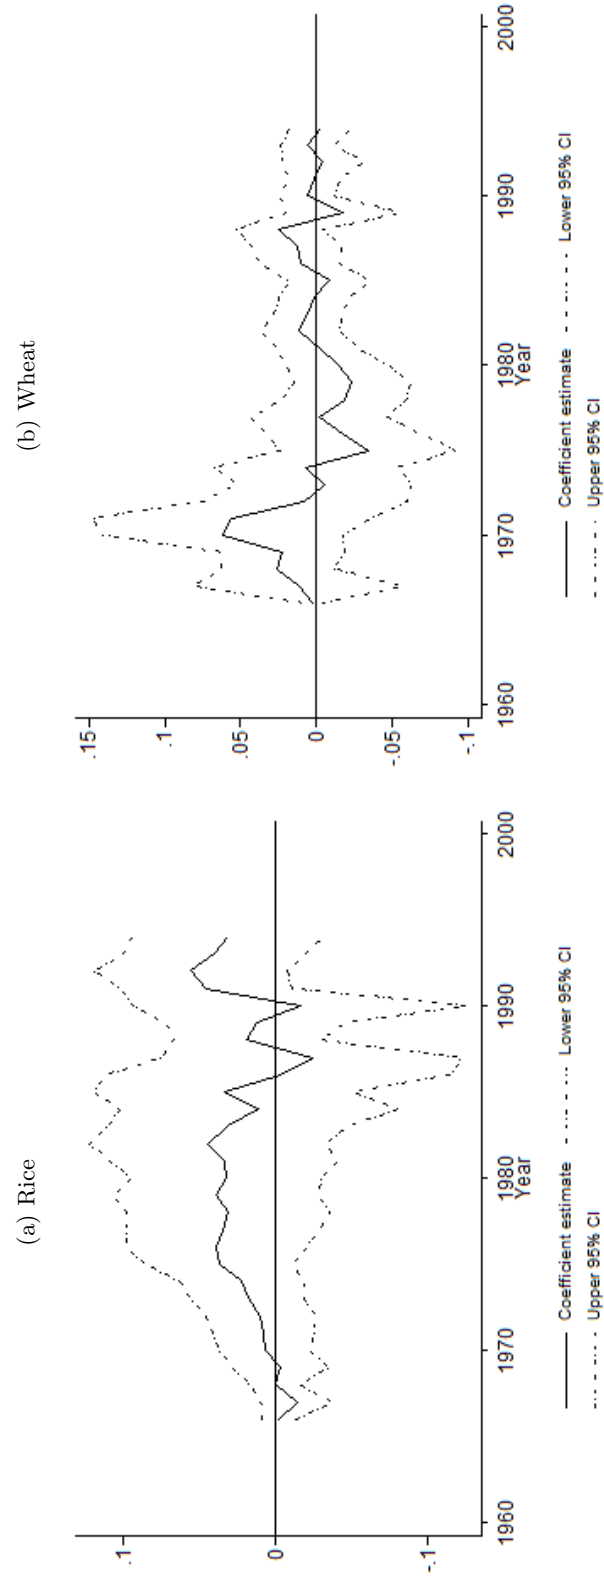 (a) Rice
.1
0
-.1
1960 1970 1980 1990 2000
Year
Coefficient estimate Lower 95% CI
Upper 95% CI
(b) Wheat
.15
.1
.05
0
-.05
-.1
1960 1970 1980 1990 2000
Year
Coefficient estimate Lower 95% CI
Upper 95% CI